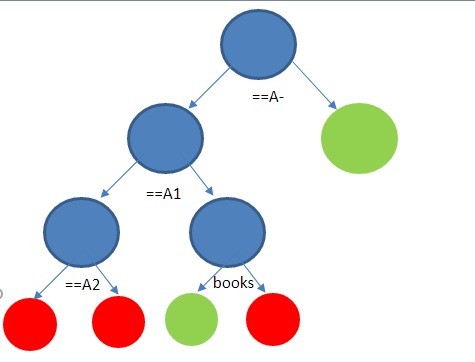 ==A-
==A1
==A2
books